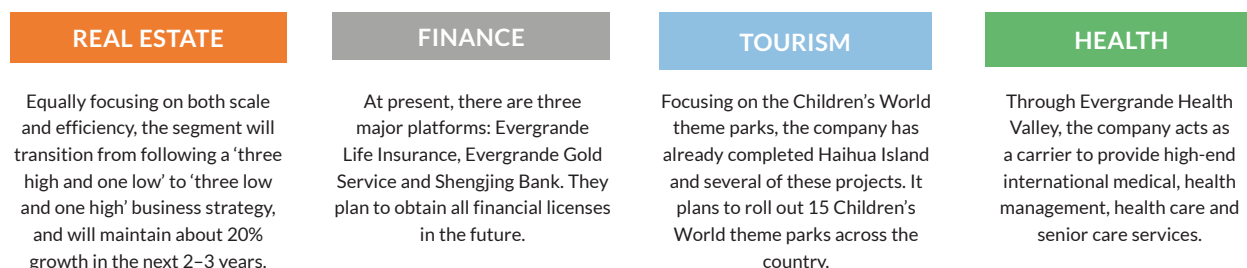 REAL ESTATE
Equally focusing on both scale
and efficiency, the segment will
transition from following a ‘three
high and one low’ to ‘three low
and one high’ business strategy,
and will maintain about 20%
growth in the next 2–3 years.
FINANCE
At present, there are three
major platforms: Evergrande
Life Insurance, Evergrande Gold
Service and Shengjing Bank. They
plan to obtain all financial licenses
in the future.
TOURISM
Focusing on the Children’s World
theme parks, the company has
already completed Haihua Island
and several of these projects. It
plans to roll out 15 Children’s
World theme parks across the
country.
HEALTH
Through Evergrande Health
Valley, the company acts as
a carrier to provide high-end
international medical, health
management, health care and
senior care services.